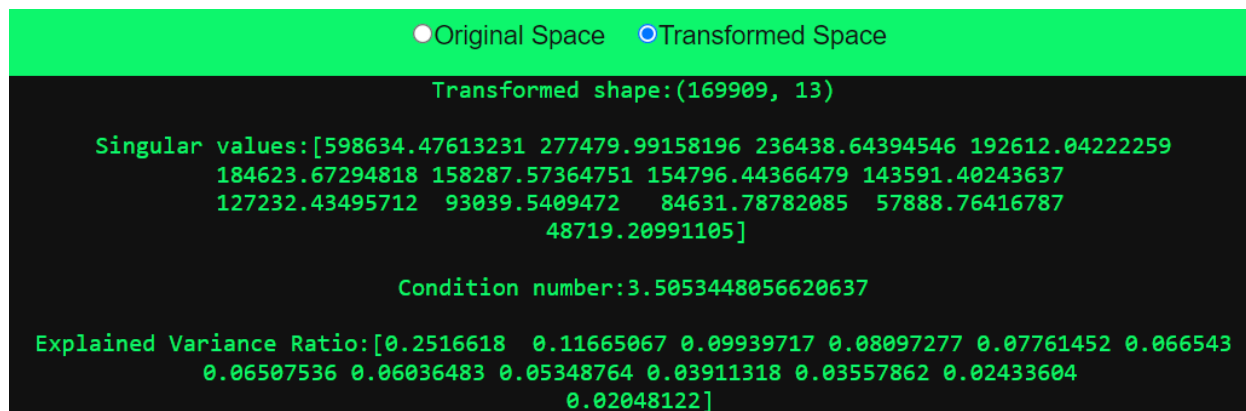 Original Space Transformed Space
Transformed shape:(169909, 13)
Singular values:[598634.47613231 277479.99158196 236438.64394546 192612.04222259
184623.67294818 158287.57364751 154796.44366479 143591.40243637
127232.43495712 93039.5409472 84631.78782085 57888.76416787
48719.20991105]
Condition number:3.5053448056620637
Explained Variance Ratio:[0.2516618 0.11665067 0.09939717 0.08097277 0.07761452 0.066543
0.06507536 0.06036483 0.05348764 0.03911318 0.03557862 0.02433604
0.02048122]